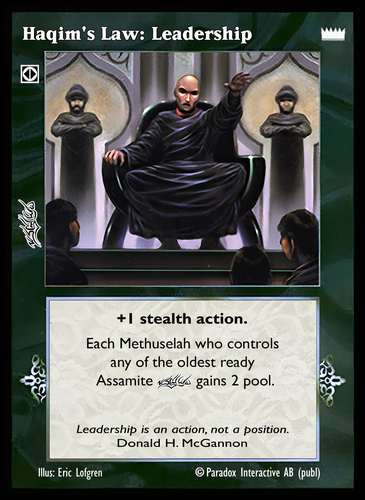 Haqim's Law: Leadership
+1 stealth action.
Each Methuselah who controls
any of the oldest ready
Assamite gains 2 pool.
Leadership is an action, not a position.
Donald H. McGannon
Illus: Eric Lofgren © Paradox Interactive AB (publ)